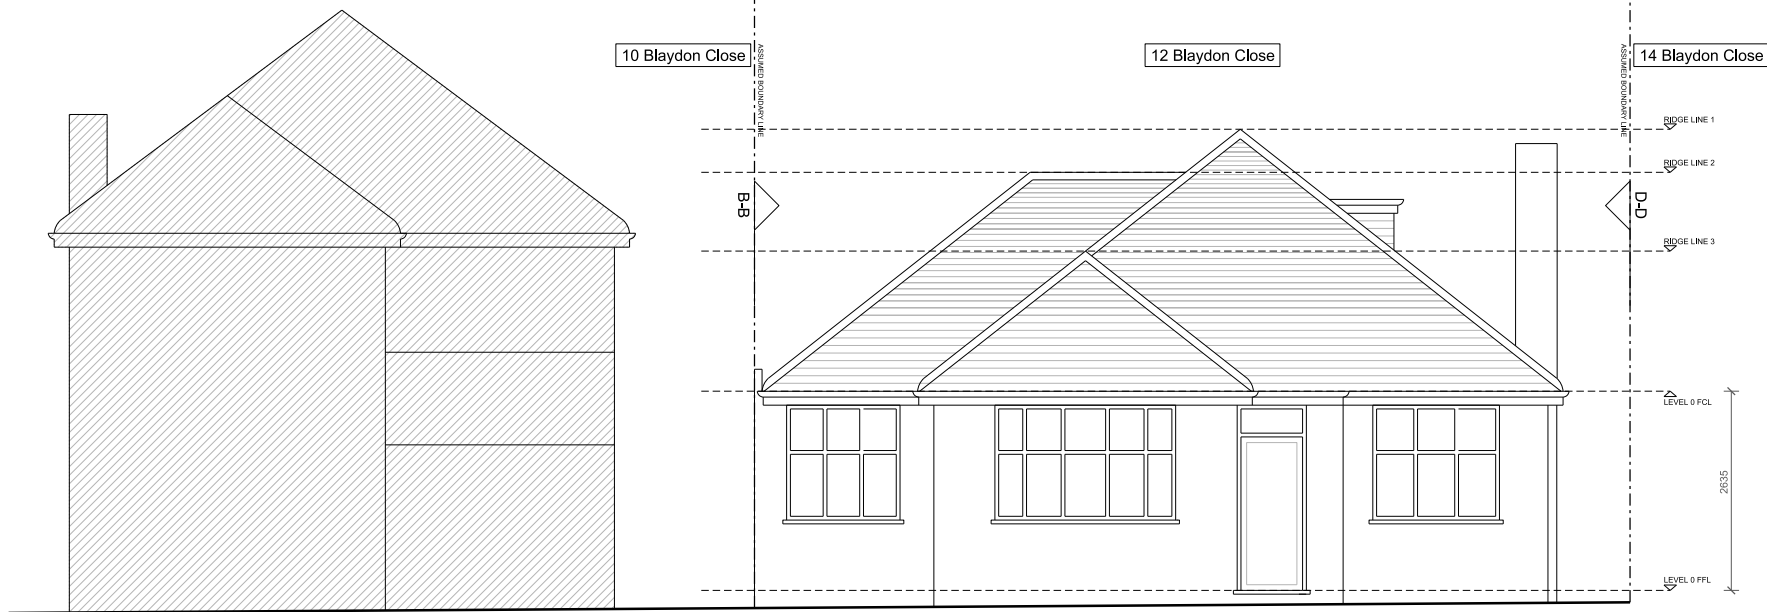 10 Blaydon Close
ASSUMED BOUNDARY LINE
12 Blaydon Close
ASSUMED BOUNDARY LINE
14 Blaydon Close
RIDGE LINE 1
RIDGE LINE 2
B-B
D-D
RIDGE LINE 3
LEVEL 0 FCL
2635
LEVEL 0 FFL